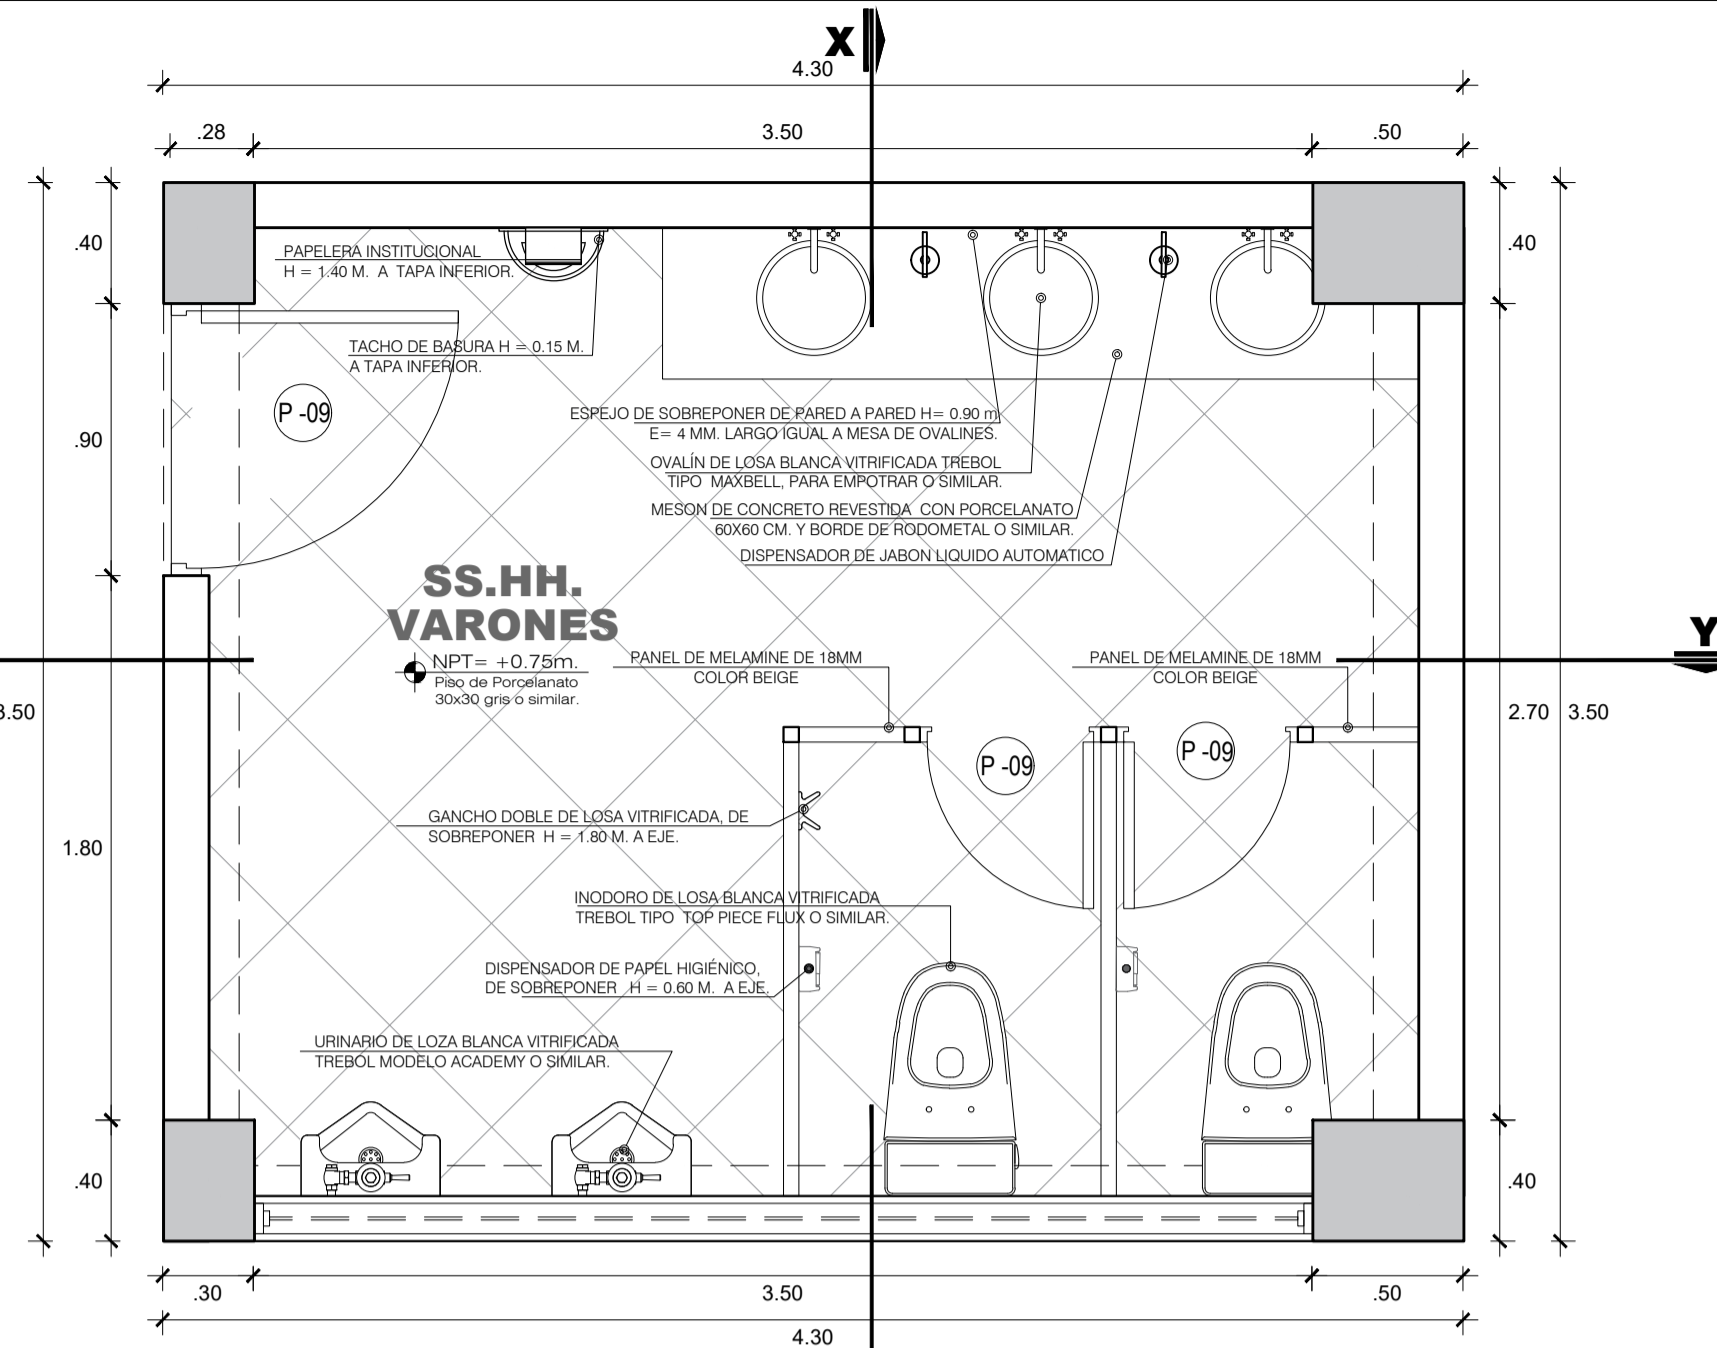 X
4.30
.28
3.50
.50
.40
.40
PAPELERA INSTITUCIONAL
H = 1.40 M. A TAPA INFERIOR.
TACHO DE BASURA H = 0.15 M.
A TAPA INFERIOR.
P -09
.90
ESPEJO DE SOBREPONER DE PARED A PARED H= 0.90 m.
E= 4 MM. LARGO IGUAL A MESA DE OVALINES.
OVALÍN DE LOSA BLANCA VITRIFICADA TREBOL
TIPO MAXBELL, PARA EMPOTRAR O SIMILAR.
MESON DE CONCRETO REVESTIDA CON PORCELANATO
60X60 CM. Y BORDE DE RODOMETAL O SIMILAR.
DISPENSADOR DE JABON LIQUIDO AUTOMATICO
SS.HH.
VARONES
NPT= +0.75m.
Piso de Porcelanato
30x30 gris o similar.
PANEL DE MELAMINE DE 18MM
COLOR BEIGE
PANEL DE MELAMINE DE 18MM
COLOR BEIGE
Y
3.50
2.70
3.50
P -09
P -09
1.80
GANCHO DOBLE DE LOSA VITRIFICADA, DE
SOBREPONER H = 1.80 M. A EJE.
INODORO DE LOSA BLANCA VITRIFICADA
TREBOL TIPO TOP PIECE FLUX O SIMILAR.
DISPENSADOR DE PAPEL HIGIÉNICO,
DE SOBREPONER H = 0.60 M. A EJE.
URINARIO DE LOZA BLANCA VITRIFICADA
TREBOL MODELO ACADEMY O SIMILAR.
.40
.40
.30
3.50
.50
4.30